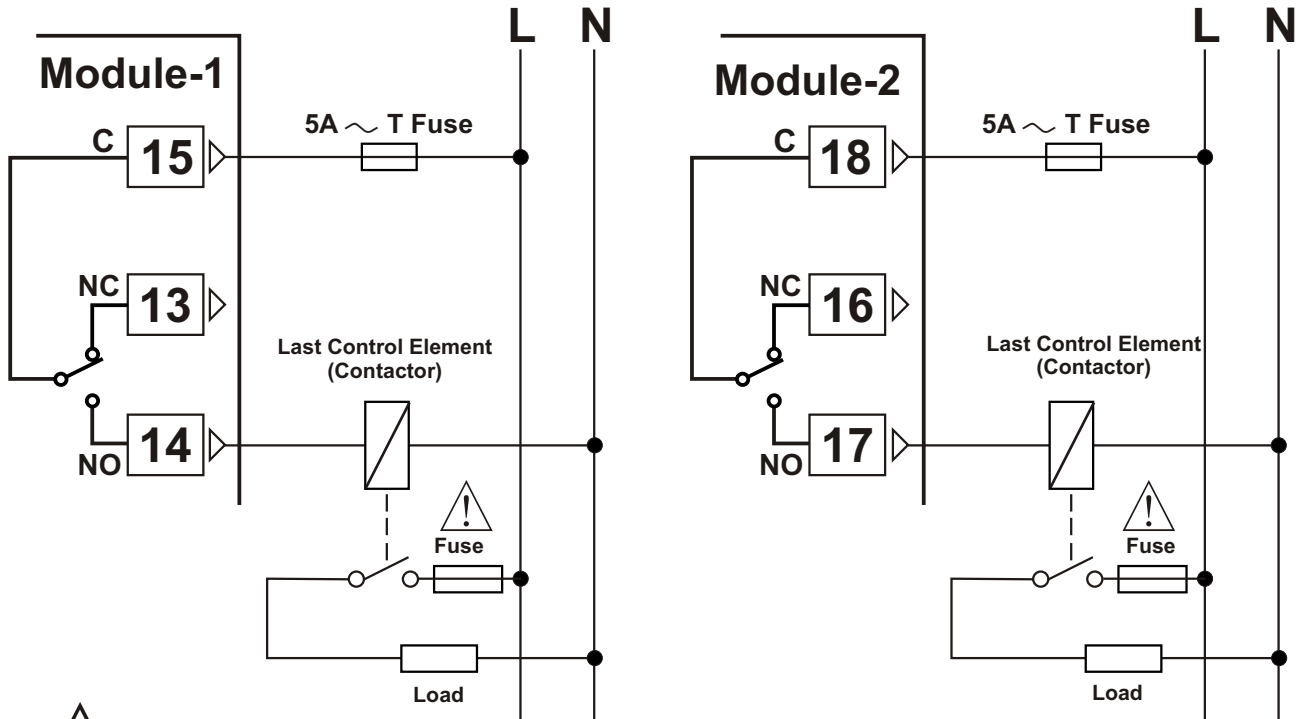 L N
Module-1
5A ～ T Fuse
C
15
NC
13
Last Control Element
(Contactor)
14
NO
!
Fuse
Load
L N
Module-2
5A ～ T Fuse
C
18
NC
16
Last Control Element
(Contactor)
17
NO
!
Fuse
Load